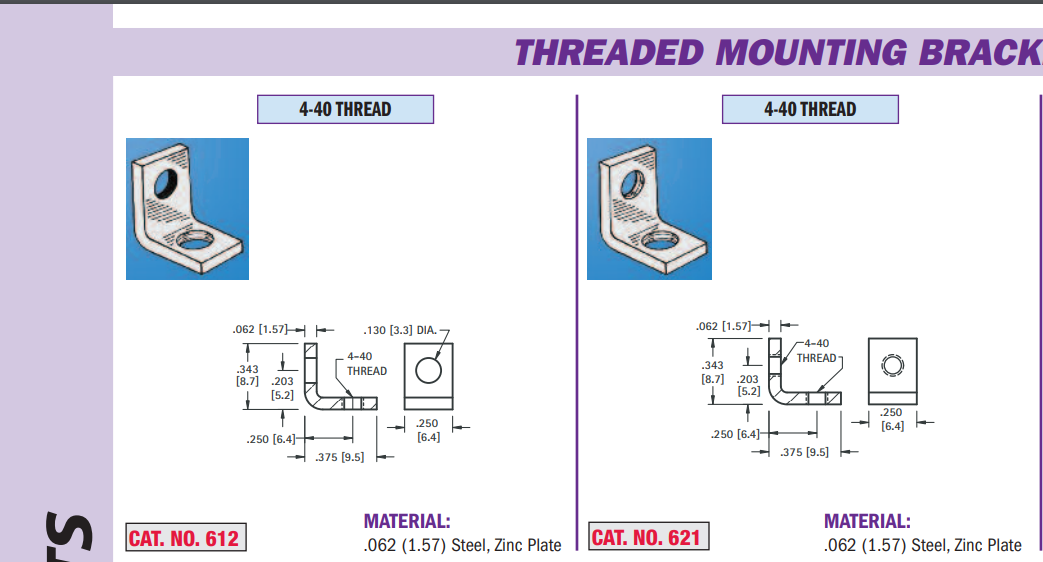 THREADED MOUNTING BRACK
4-40 THREAD
.062 [1.57]
.130 [3.3] DIA.
4-40
THREAD
.343
[8.7]
.203
[5.2]
.250 [6.4]
.375 [9.5]
.250
[6.4]
CAT. NO. 612
MATERIAL:
.062 (1.57) Steel, Zinc Plate
4-40 THREAD
.062 [1.57]
4-40
THREAD
.343
[8.7]
.203
[5.2]
.250 [6.4]
.375 [9.5]
.250
[6.4]
CAT. NO. 621
MATERIAL:
.062 (1.57) Steel, Zinc Plate